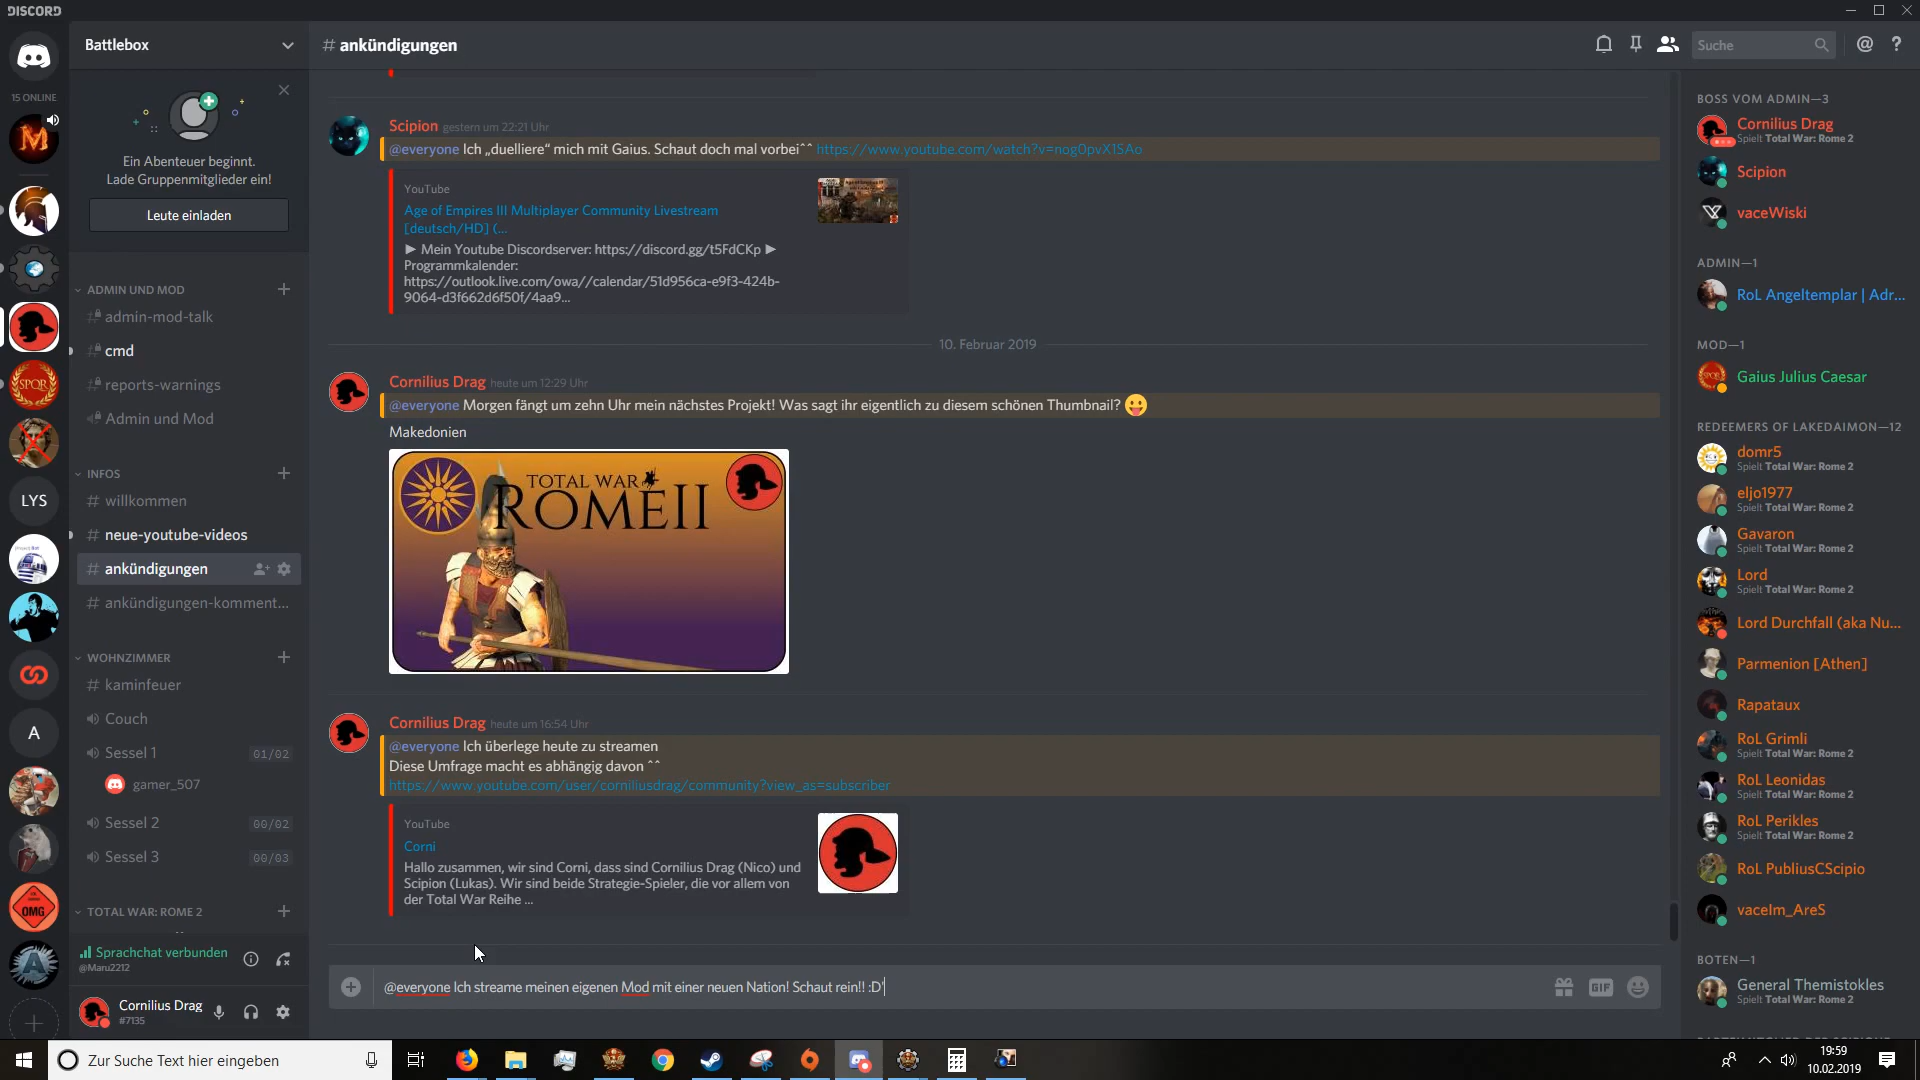 DISCORD
15 ONLINE
LYS
A
OMG
Battlebox
Ein Abenteuer beginnt.
Lade Gruppenmitglieder ein!
Leute einladen
ADMIN UND MOD
admin-mod-talk
cmd
reports-warnings
Admin und Mod
INFOS
# willkommen
# neue-youtube-videos
# ankündigungen
# ankündigungen-komment...
WOHNZIMMER
# kaminfeuer
Couch
Sessel 1 01/02
gamer_507
Sessel 2 00/02
Sessel 3 00/03
TOTAL WAR: ROME 2
Sprachchat verbunden
@Maru2212
Cornilius Drag
#7135
# ankündigungen
Suche
Scipion gestern um 22:21 Uhr
@everyone Ich „duelliere“ mich mit Gaius. Schaut doch mal vorbei^^ https://www.youtube.com/watch?v=nog0pvX15Ao
YouTube
Age of Empires III Multiplayer Community Livestream
[deutsch/HD] (...
► Mein Youtube Discordserver: https://discord.gg/t5FdCKp ►
Programmkalender:
https://outlook.live.com/owa//calendar/51d956ca-e9f3-424b-
9064-d3f662d6f50f/4aa9...
10. Februar 2019
Cornilius Drag heute um 12:29 Uhr
@everyone Morgen fängt um zehn Uhr mein nächstes Projekt! Was sagt ihr eigentlich zu diesem schönen Thumbnail? 😛
Makedonien
TOTAL WAR
ROME II
Cornilius Drag heute um 16:54 Uhr
@everyone Ich überlege heute zu streamen
Diese Umfrage macht es abhängig davon ^^
https://www.youtube.com/user/corniliusdrag/community?view_as=subscriber
YouTube
Corni
Hallo zusammen, wir sind Corni, dass sind Cornilius Drag (Nico) und
Scipion (Lukas). Wir sind beide Strategie-Spieler, die vor allem von
der Total War Reihe ...
@everyone Ich streame meinen eigenen Mod mit einer neuen Nation! Schaut rein!! :D'
GIF
BOSS VOM ADMIN—3
Cornilius Drag
Spielt Total War: Rome 2
Scipion
vaceWiski
ADMIN—1
RoL Angeltemplar | Adr...
MOD—1
Gaius Julius Caesar
REDEEMERS OF LAKEDAIMON—12
domr5
Spielt Total War: Rome 2
eljo1977
Spielt Total War: Rome 2
Gavaron
Spielt Total War: Rome 2
Lord
Spielt Total War: Rome 2
Lord Durchfall (aka Nu...
Parmenion [Athen]
Rapataux
RoL Grimli
Spielt Total War: Rome 2
RoL Leonidas
Spielt Total War: Rome 2
RoL Perikles
Spielt Total War: Rome 2
RoL PubliusCScipio
vaceIm_AreS
BOTEN—1
General Themistokles
Spielt Total War: Rome 2
Zur Suche Text hier eingeben
19:59
10.02.2019